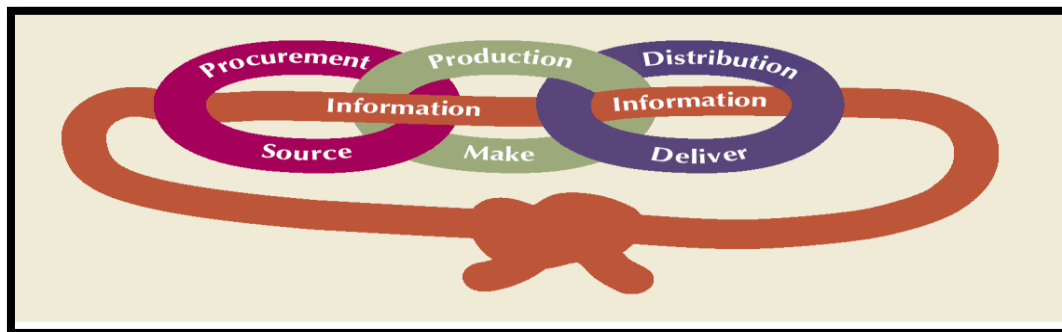 Procurement
Production
Distribution
Information
Information
Source
Make
Deliver